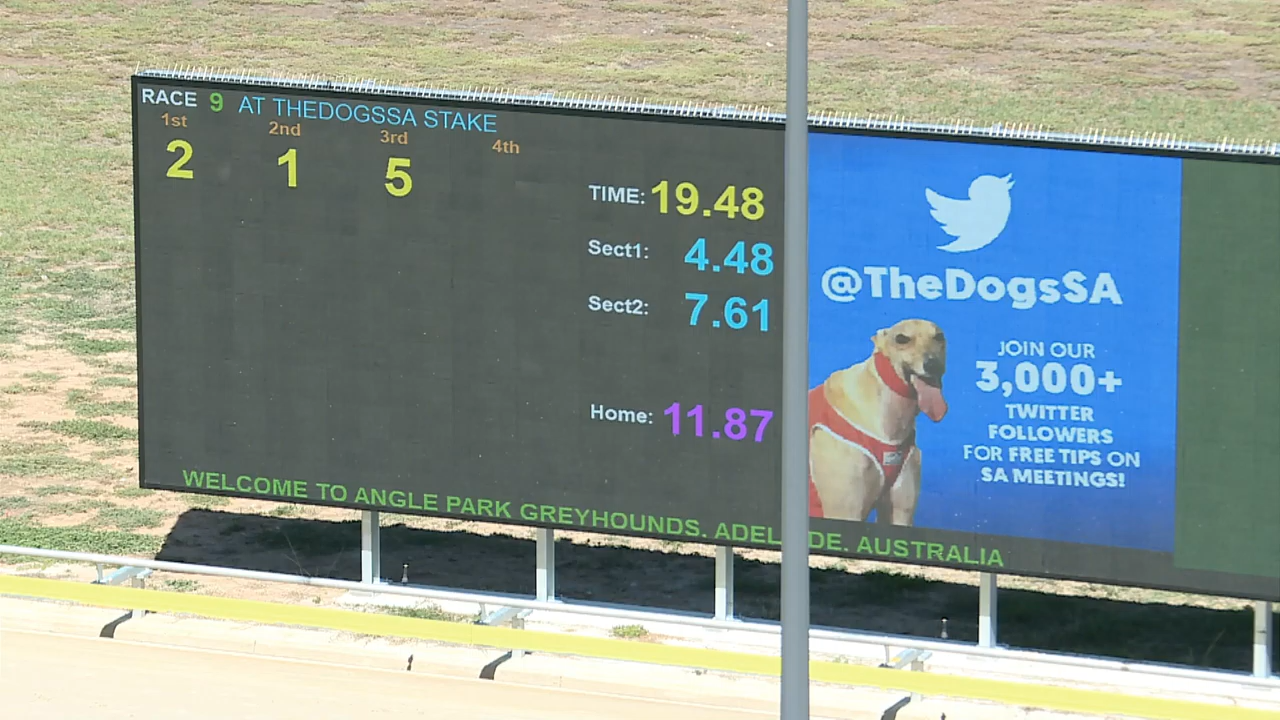 RACE 9 AT THEDOGSSA STAKE
1st 2nd 3rd 4th
2 1 5
TIME: 19.48
Sect1: 4.48
Sect2: 7.61
Home: 11.87
WELCOME TO ANGLE PARK GREYHOUNDS. ADEL DE. AUSTRALIA
@TheDogsSA
JOIN OUR
3,000+
TWITTER
FOLLOWERS
FOR FREE TIPS ON
SA MEETINGS!